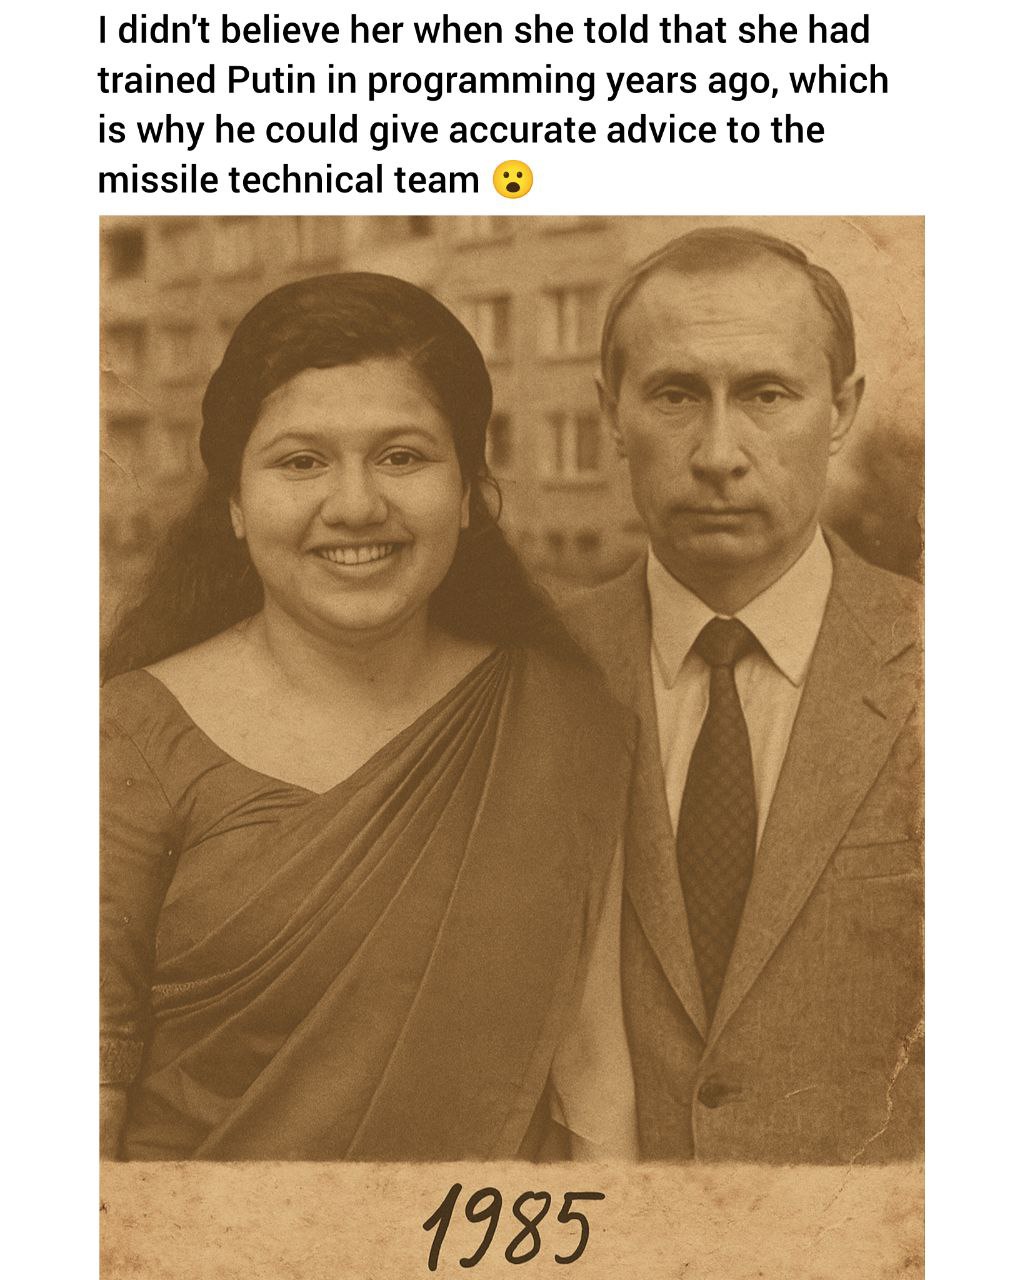 I didn't believe her when she told that she had
trained Putin in programming years ago, which
is why he could give accurate advice to the
missile technical team 😮
1985